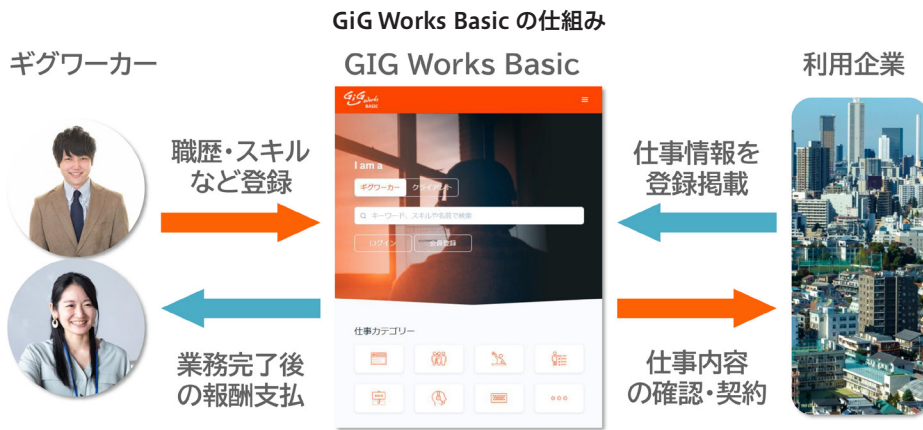 GiG Works Basic の仕組み
ギグワーカー
GIG Works Basic
利用企業
職歴・スキル
など登録
業務完了後
の報酬支払
GiG Works
BASIC
I am a
ギグワーカー クライアント
キーワード、スキルや名前で検索
ログイン 会員登録
仕事カテゴリー
仕事情報を
登録掲載
仕事内容
の確認・契約